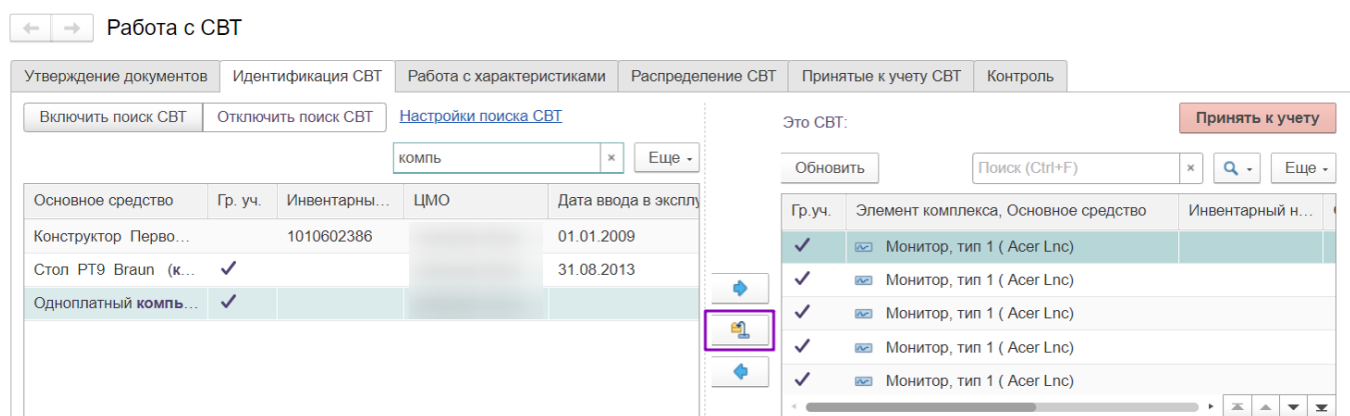 Работа с СВТ
Утверждение документов Идентификация СВТ Работа с характеристиками Распределение СВТ Принятые к учету СВТ Контроль
Включить поиск СВТ Отключить поиск СВТ Настройки поиска СВТ
компь × Еще
Основное средство Гр. уч. Инвентарны... ЦМО Дата ввода в эксплу
Конструктор Перво... 1010602386 01.01.2009
Стол РТ9 Braun (к... 31.08.2013
Одноплатный компь...
Это СВТ: Принять к учету
Обновить Поиск (Ctrl+F) × Еще
Гр.уч. Элемент комплекса, Основное средство Инвентарный н...
Монитор, тип 1 ( Acer Lnc)
Монитор, тип 1 ( Acer Lnc)
Монитор, тип 1 ( Acer Lnc)
Монитор, тип 1 ( Acer Lnc)
Монитор, тип 1 ( Acer Lnc)